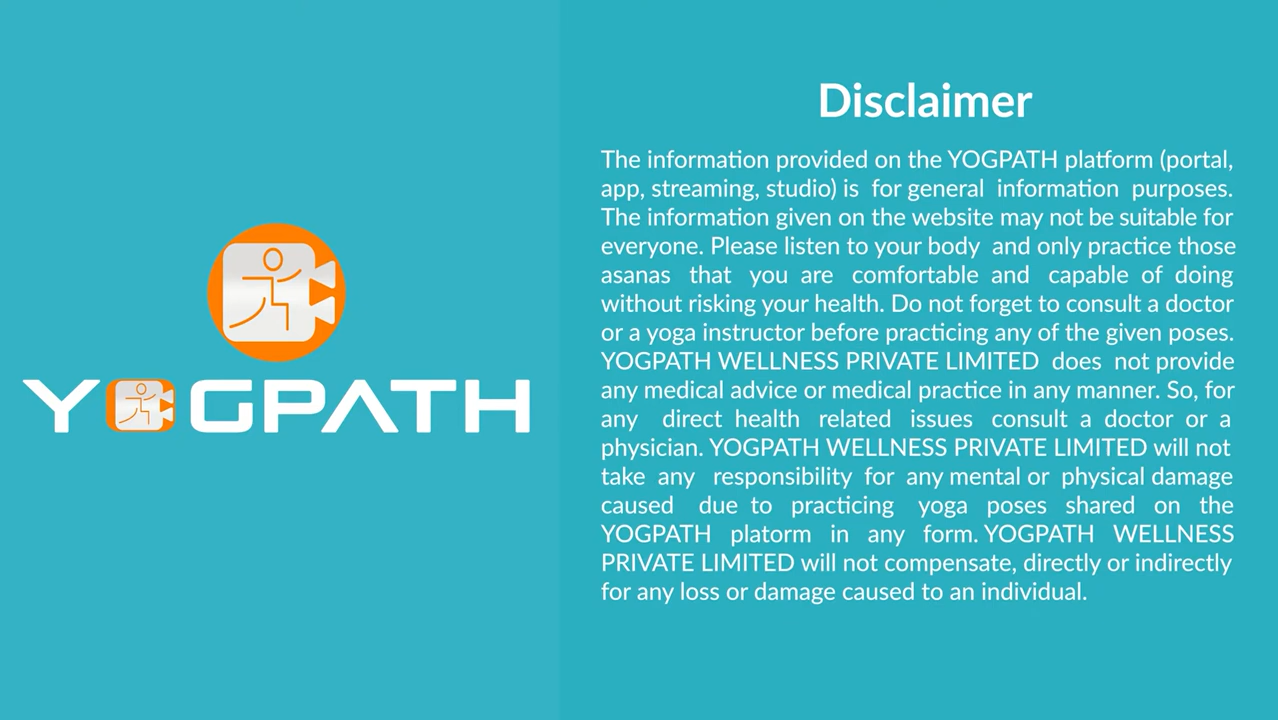 YOGPATH
Disclaimer
The information provided on the YOGPATH platform (portal,
app, streaming, studio) is for general information purposes.
The information given on the website may not be suitable for
everyone. Please listen to your body and only practice those
asanas that you are comfortable and capable of doing
without risking your health. Do not forget to consult a doctor
or a yoga instructor before practicing any of the given poses.
YOGPATH WELLNESS PRIVATE LIMITED does not provide
any medical advice or medical practice in any manner. So, for
any direct health related issues consult a doctor or a
physician. YOGPATH WELLNESS PRIVATE LIMITED will not
take any responsibility for any mental or physical damage
caused due to practicing yoga poses shared on the
YOGPATH platorm in any form. YOGPATH WELLNESS
PRIVATE LIMITED will not compensate, directly or indirectly
for any loss or damage caused to an individual.